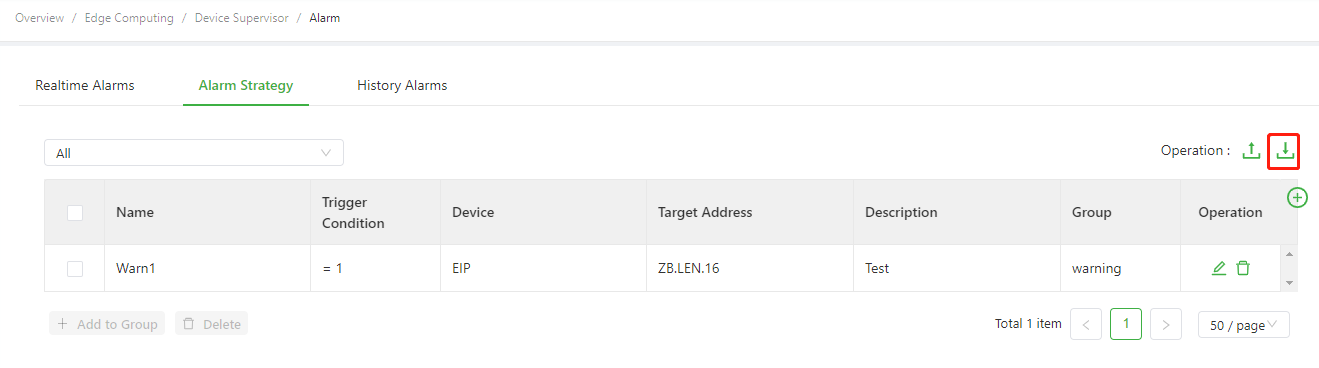 Overview / Edge Computing / Device Supervisor / Alarm
Realtime Alarms Alarm Strategy History Alarms
All Operation :
Name Trigger Condition Device Target Address Description Group Operation
Warn1 = 1 EIP ZB.LEN.16 Test warning
+ Add to Group Delete Total 1 item < 1 > 50 / page